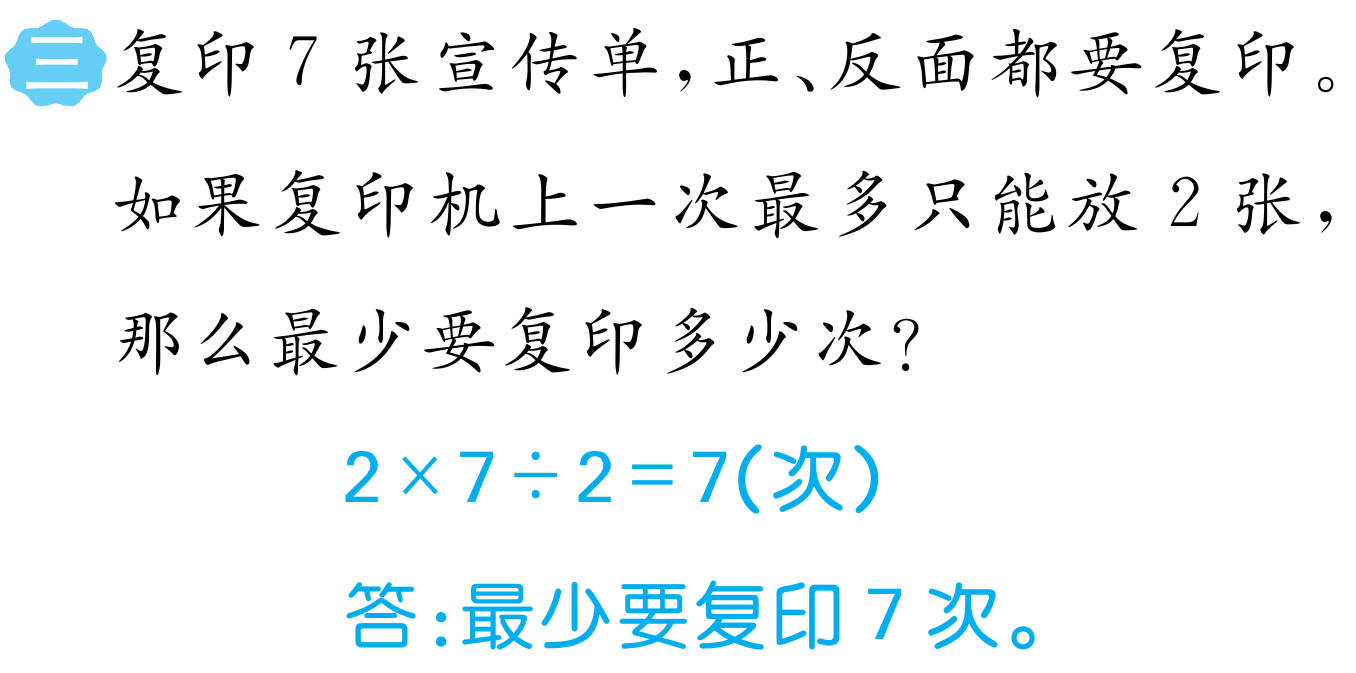 三 复印 7 张宣传单，正、反面都要复印。
如果复印机上一次最多只能放 2 张，
那么最少要复印多少次？
2×7÷2=7(次)
答：最少要复印 7 次。